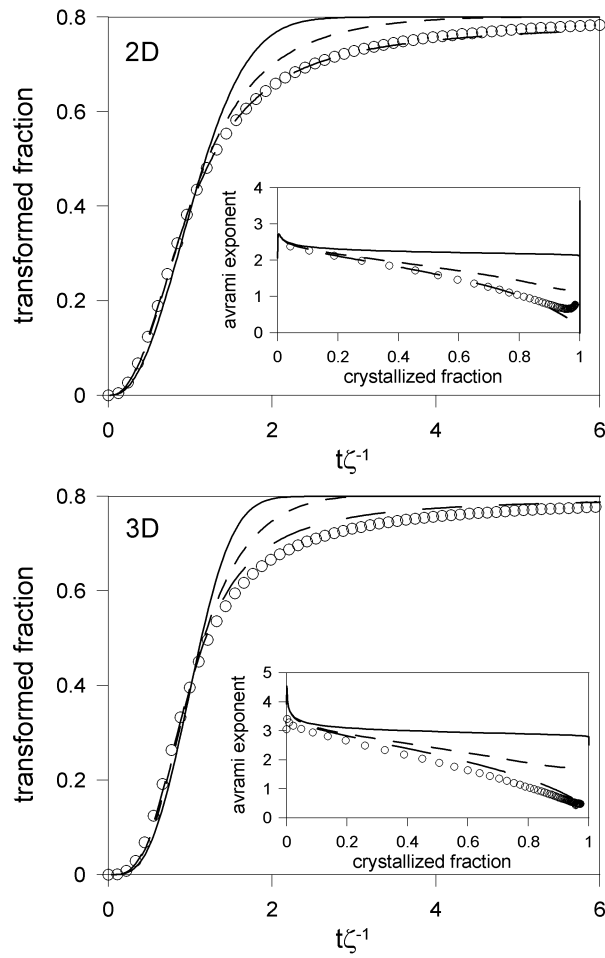 0.8
2D
0.6
0.4
0.2
0
transformed fraction
0 2 4 6
tζ⁻¹
4
3
2
1
0
avrami exponent
0 0.2 0.4 0.6 0.8 1
crystallized fraction
0.8
3D
0.6
0.4
0.2
0
transformed fraction
0 2 4 6
tζ⁻¹
5
4
3
2
1
0
avrami exponent
0 0.2 0.4 0.6 0.8 1
crystallized fraction